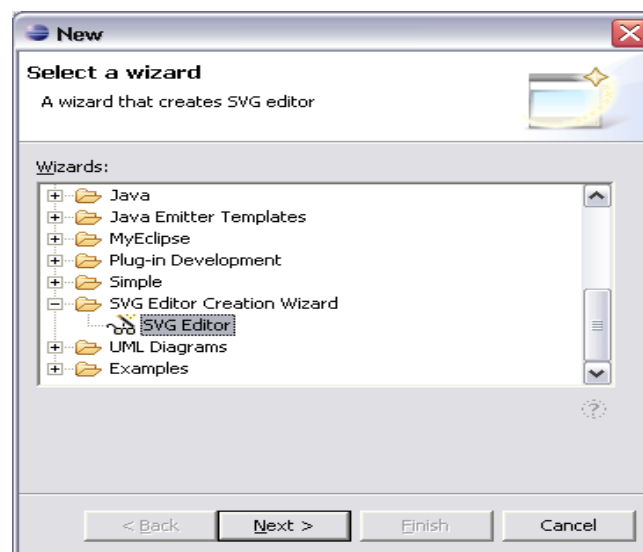 New
Select a wizard
A wizard that creates SVG editor
Wizards:
Java
Java Emitter Templates
MyEclipse
Plug-in Development
Simple
SVG Editor Creation Wizard
SVG Editor
UML Diagrams
Examples
< Back Next > Finish Cancel